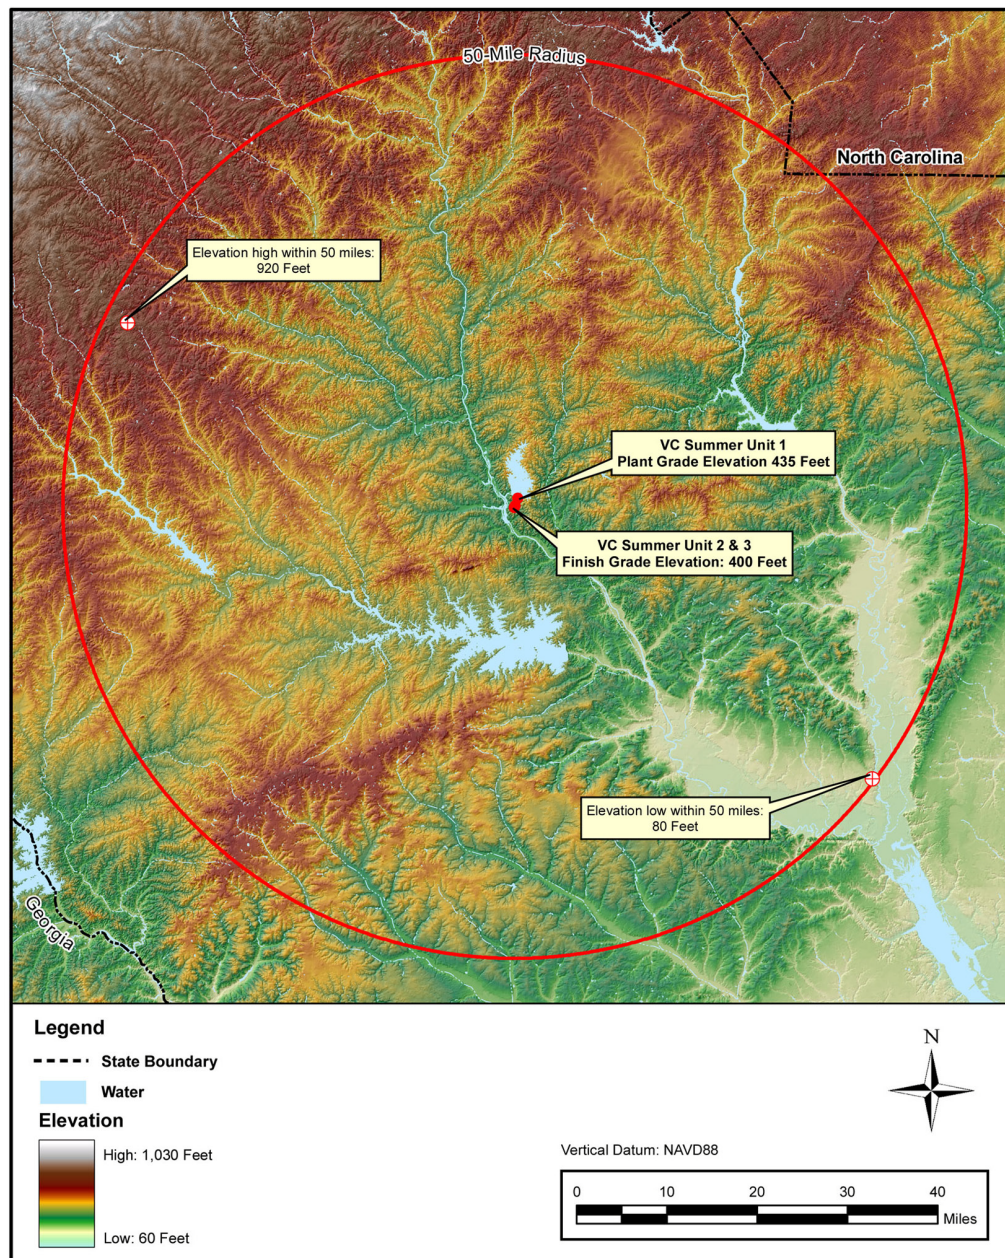 50-Mile Radius
North Carolina
Elevation high within 50 miles:
920 Feet
VC Summer Unit 1
Plant Grade Elevation 435 Feet
VC Summer Unit 2 & 3
Finish Grade Elevation: 400 Feet
Elevation low within 50 miles:
80 Feet
Georgia
Legend
State Boundary
Water
Elevation
High: 1,030 Feet
Low: 60 Feet
N
Vertical Datum: NAVD88
0 10 20 30 40
Miles